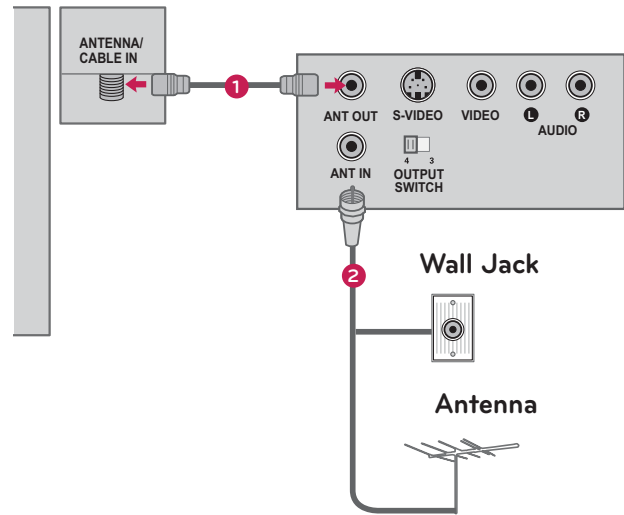 ANTENNA/
CABLE IN
1
ANT OUT
S-VIDEO
VIDEO
L
R
AUDIO
ANT IN
4 3
OUTPUT
SWITCH
2
Wall Jack
Antenna